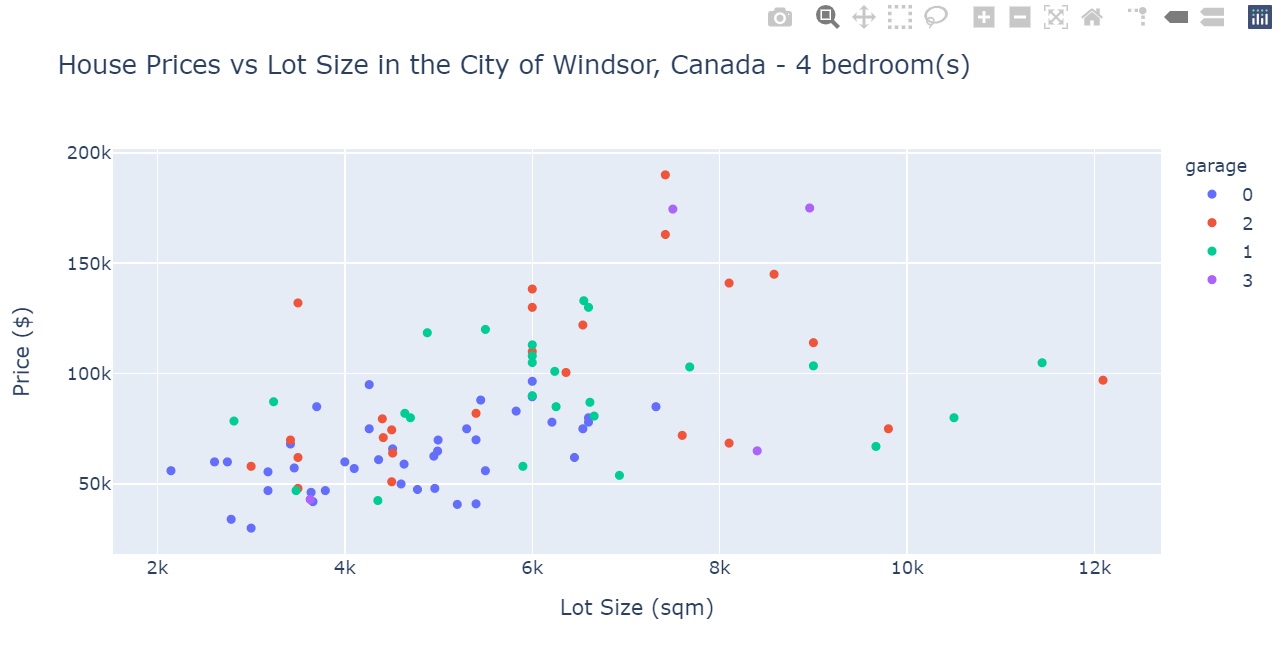 House Prices vs Lot Size in the City of Windsor, Canada - 4 bedroom(s)
200k
150k
100k
50k
Price ($)
2k 4k 6k 8k 10k 12k
Lot Size (sqm)
garage
0
2
1
3